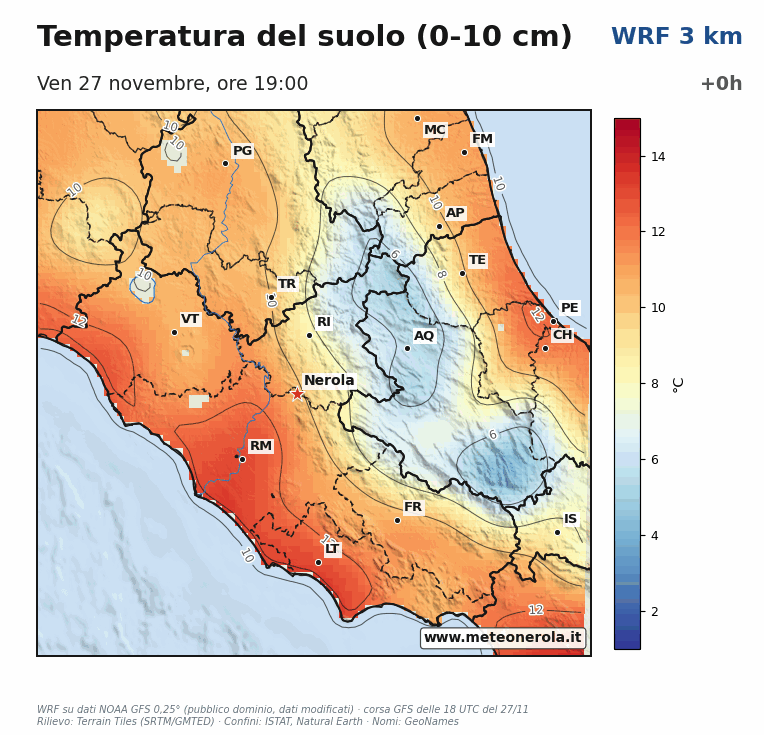 Temperatura del suolo (0-10 cm)
WRF 3 km
Ven 27 novembre, ore 19:00
+0h
MC
FM
10
10
PG
10
10
10
AP
6
8
TE
10
TR
PE
12
12
VT
RI
AQ
CH
Nerola
6
RM
FR
IS
10
LT
12
www.meteonerola.it
14
12
10
8
6
4
2
°C
WRF su dati NOAA GFS 0,25° (pubblico dominio, dati modificati) · corsa GFS delle 18 UTC del 27/11
Rilievo: Terrain Tiles (SRTM/GMTED) · Confini: ISTAT, Natural Earth · Nomi: GeoNames